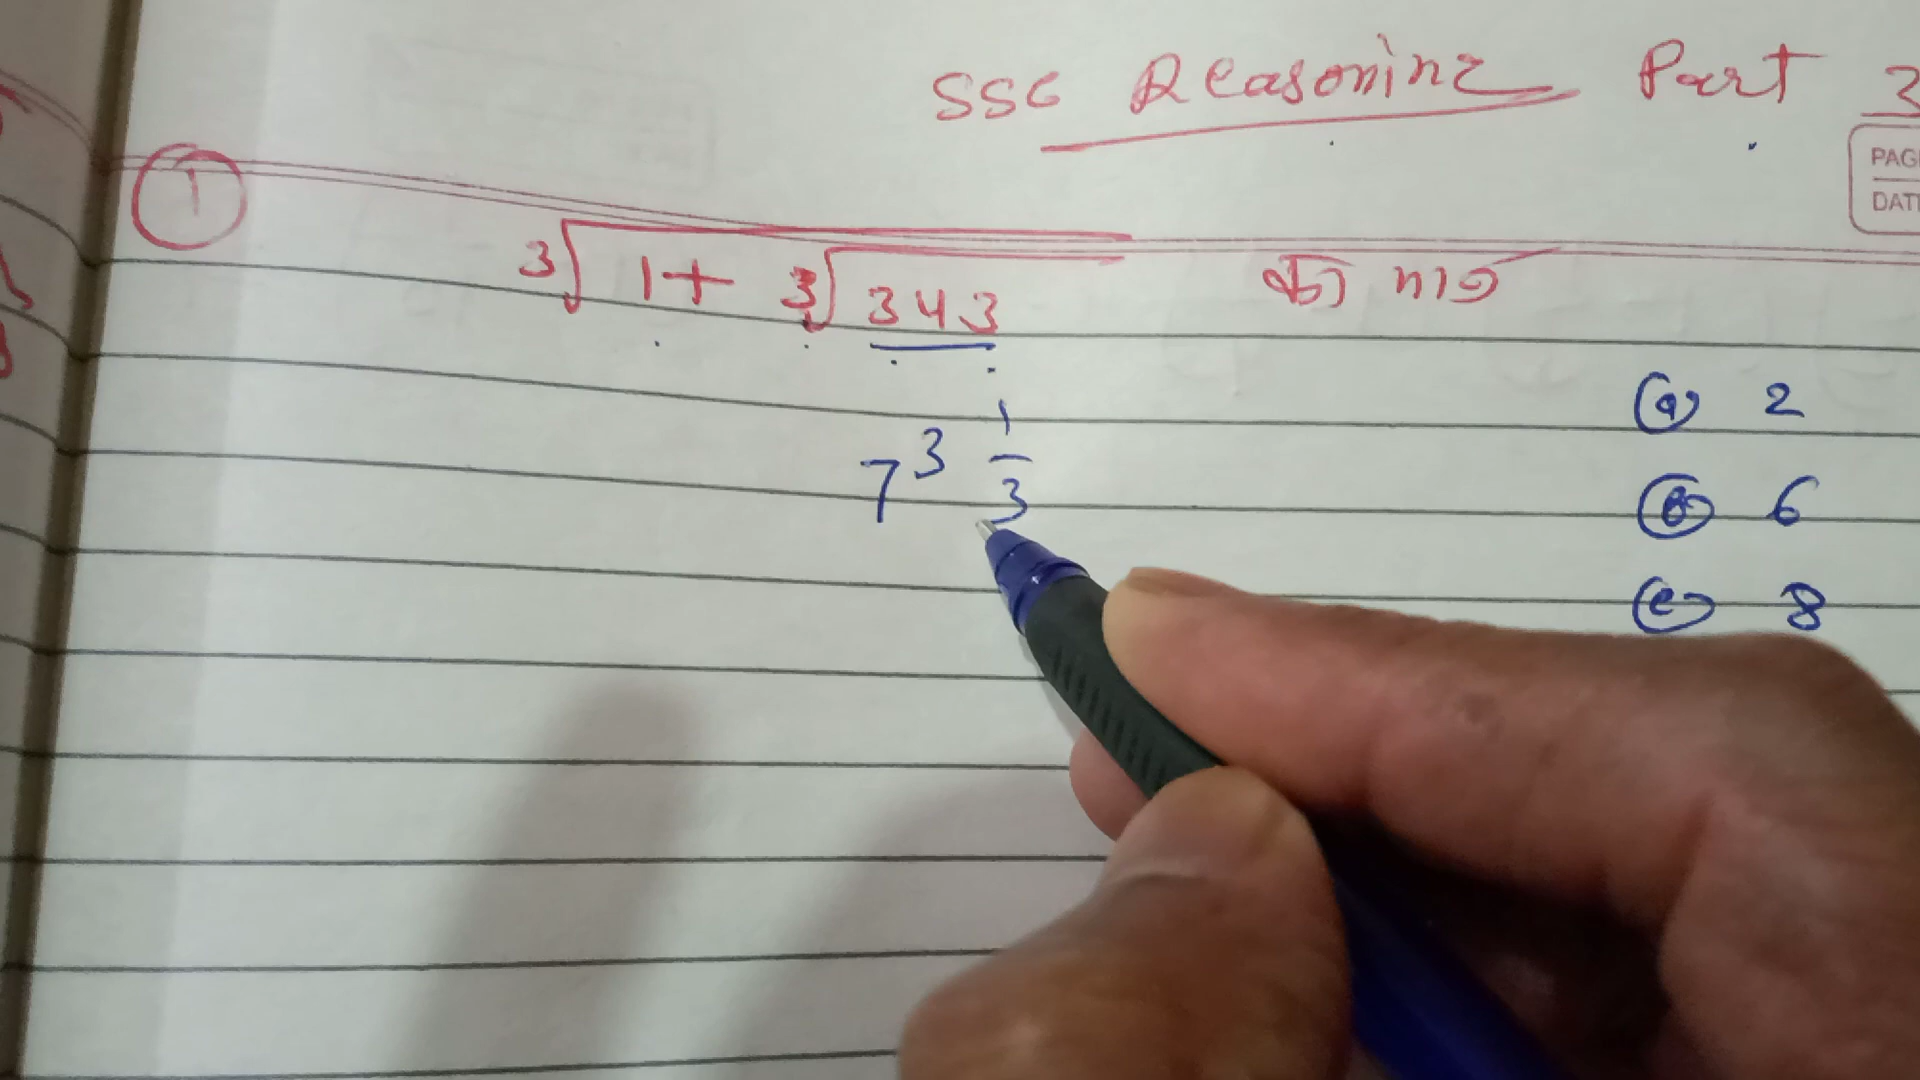 SSC Reasoning Part 3
PAGE
DATE
1
∛(1+∛343) का मान
7^3 1/3
(a) 2
(b) 6
(c) 8